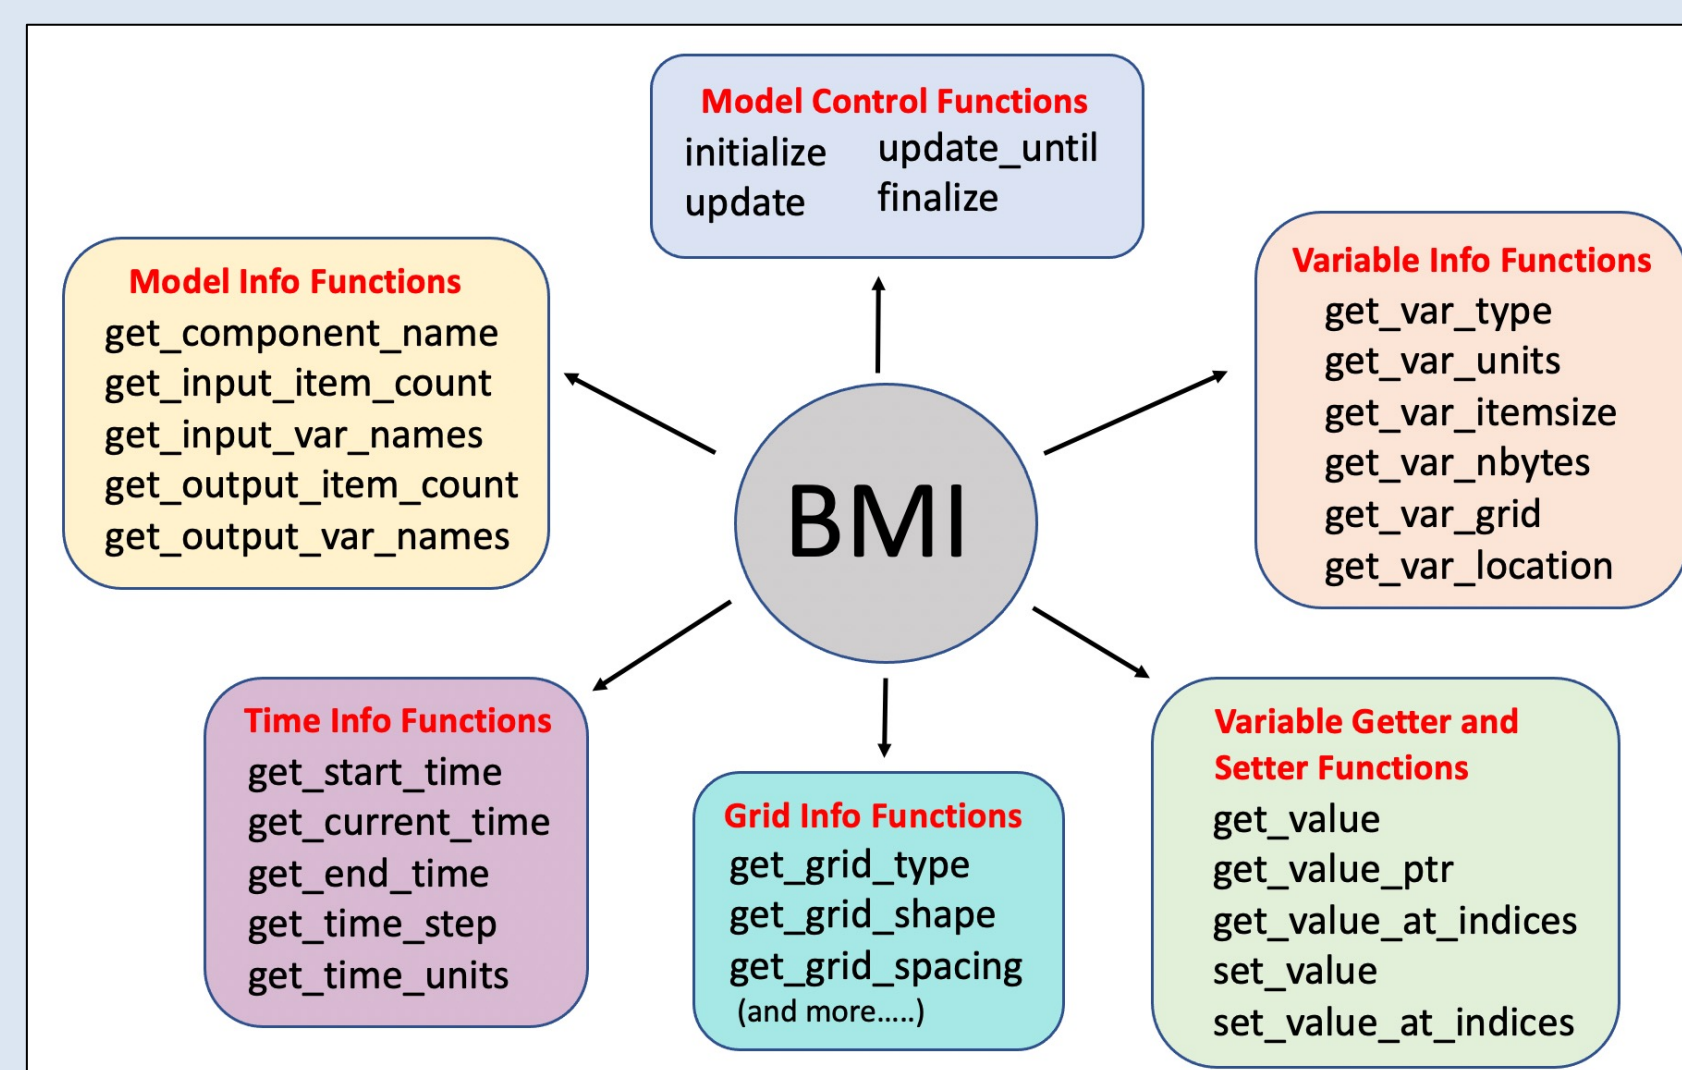 Model Control Functions
initialize update_until
update finalize
Model Info Functions
get_component_name
get_input_item_count
get_input_var_names
get_output_item_count
get_output_var_names
Variable Info Functions
get_var_type
get_var_units
get_var_itemsize
get_var_nbytes
get_var_grid
get_var_location
BMI
Time Info Functions
get_start_time
get_current_time
get_end_time
get_time_step
get_time_units
Grid Info Functions
get_grid_type
get_grid_shape
get_grid_spacing
(and more.....)
Variable Getter and
Setter Functions
get_value
get_value_ptr
get_value_at_indices
set_value
set_value_at_indices